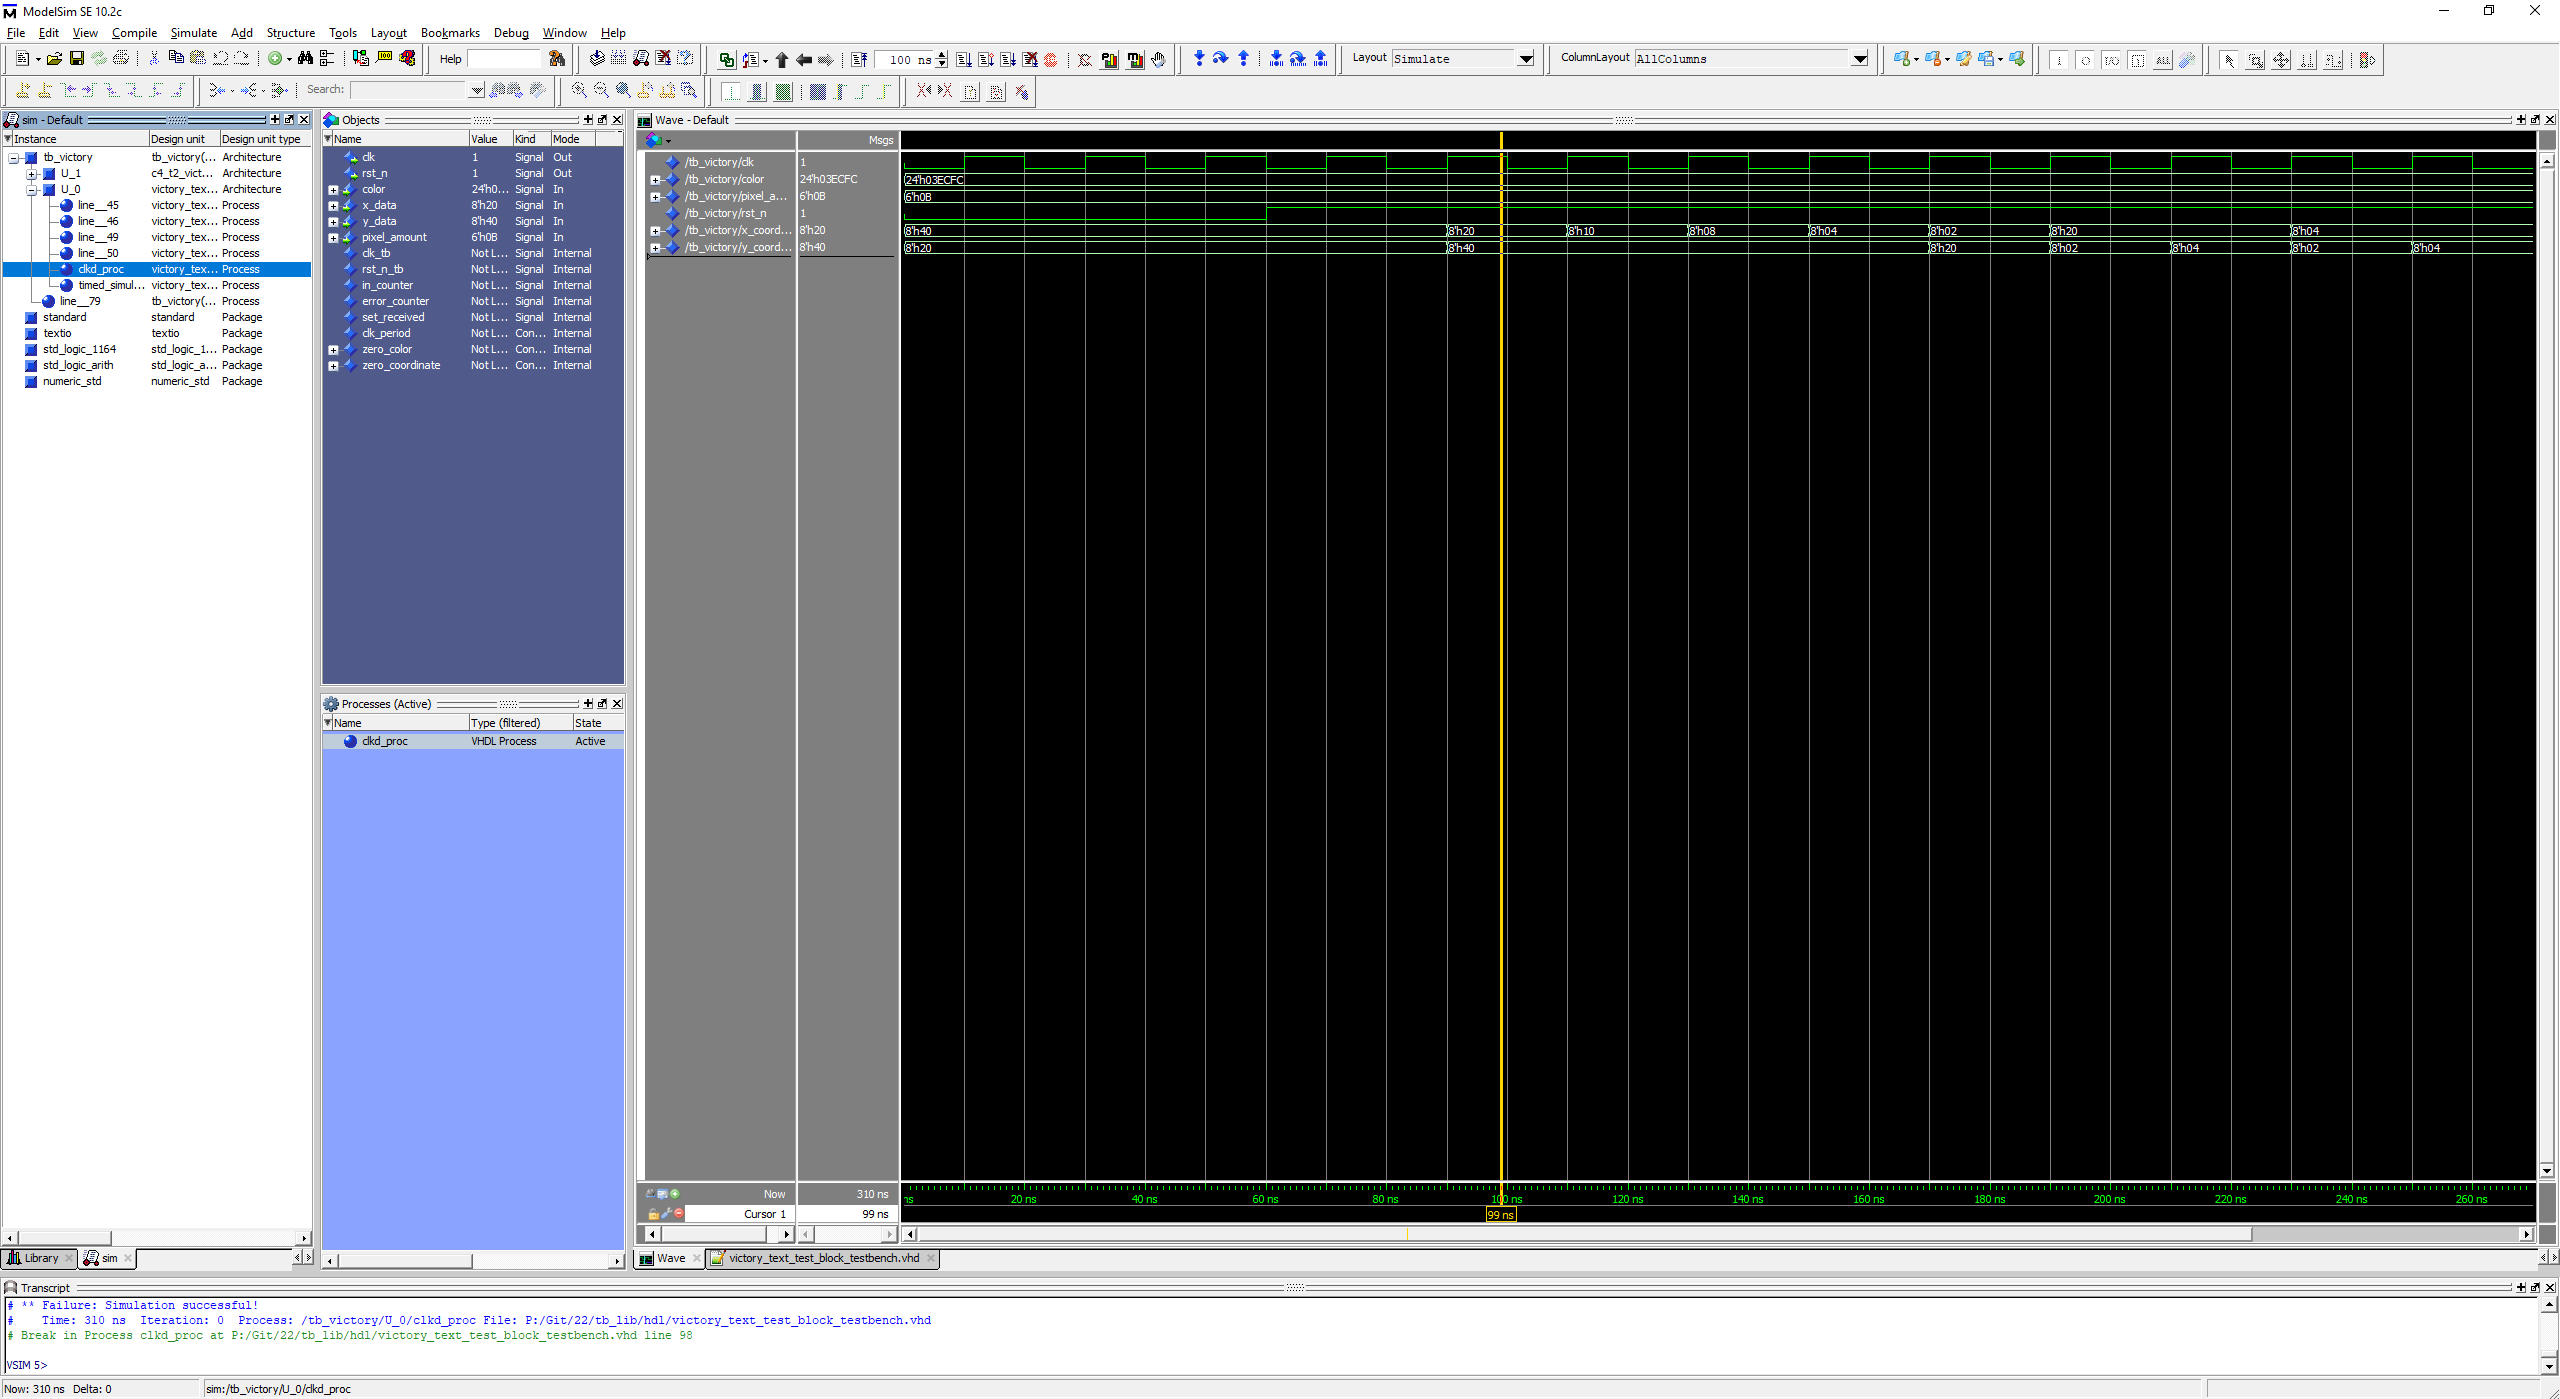 ModelSim SE 10.2c
File Edit View Compile Simulate Add Structure Tools Layout Bookmarks Debug Window Help
Help
100 ns
Layout Simulate
ColumnLayout AllColumns
Search:
sim - Default
Instance Design unit Design unit type
tb_victory tb_victory(... Architecture
U_1 c4_t2_vict... Architecture
U_0 victory_tex... Architecture
line__45 victory_tex... Process
line__46 victory_tex... Process
line__49 victory_tex... Process
line__50 victory_tex... Process
clkd_proc victory_tex... Process
timed_simul... victory_tex... Process
line__79 tb_victory(... Process
standard standard Package
textio textio Package
std_logic_1164 std_logic_1... Package
std_logic_arith std_logic_a... Package
numeric_std numeric_std Package
Library sim
Objects
Name Value Kind Mode
clk 1 Signal Out
rst_n 1 Signal Out
color 24'h0... Signal In
x_data 8'h20 Signal In
y_data 8'h40 Signal In
pixel_amount 6'h0B Signal In
clk_tb Not L... Signal Internal
rst_n_tb Not L... Signal Internal
in_counter Not L... Signal Internal
error_counter Not L... Signal Internal
set_received Not L... Signal Internal
clk_period Not L... Con... Internal
zero_color Not L... Con... Internal
zero_coordinate Not L... Con... Internal
Processes (Active)
Name Type (filtered) State
clkd_proc VHDL Process Active
Wave - Default
Msgs
/tb_victory/clk 1
/tb_victory/color 24'h03ECFC 24'h03ECFC
/tb_victory/pixel_a... 6'h0B 6'h0B
/tb_victory/rst_n 1
/tb_victory/x_coord... 8'h20 8'h40 8'h20 8'h10 8'h08 8'h04 8'h02 8'h20 8'h04
/tb_victory/y_coord... 8'h40 8'h20 8'h40 8'h20 8'h02 8'h04 8'h02 8'h04
Now 310 ns ns 20 ns 40 ns 60 ns 80 ns 100 ns 120 ns 140 ns 160 ns 180 ns 200 ns 220 ns 240 ns 260 ns
Cursor 1 99 ns 99 ns
Wave victory_text_test_block_testbench.vhd
Transcript
# ** Failure: Simulation successful!
#    Time: 310 ns  Iteration: 0  Process: /tb_victory/U_0/clkd_proc File: P:/Git/22/tb_lib/hdl/victory_text_test_block_testbench.vhd
# Break in Process clkd_proc at P:/Git/22/tb_lib/hdl/victory_text_test_block_testbench.vhd line 98
VSIM 5>
Now: 310 ns Delta: 0 sim:/tb_victory/U_0/clkd_proc